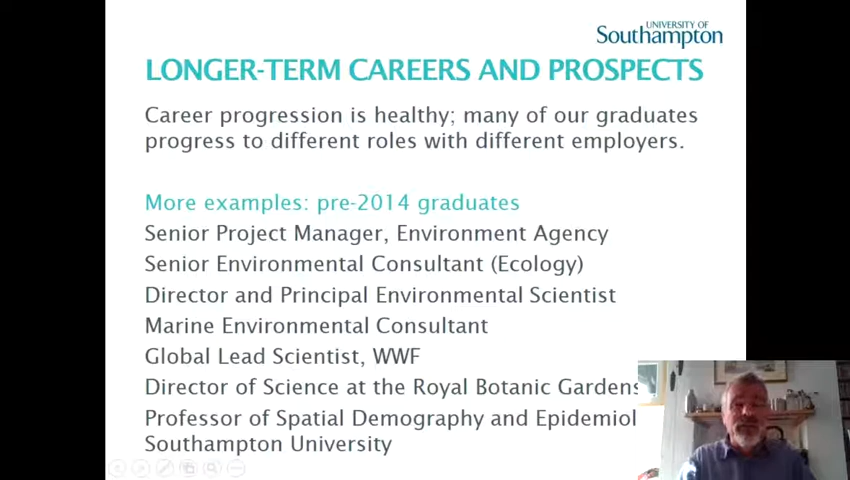 UNIVERSITY OF
Southampton
LONGER-TERM CAREERS AND PROSPECTS
Career progression is healthy; many of our graduates
progress to different roles with different employers.
More examples: pre-2014 graduates
Senior Project Manager, Environment Agency
Senior Environmental Consultant (Ecology)
Director and Principal Environmental Scientist
Marine Environmental Consultant
Global Lead Scientist, WWF
Director of Science at the Royal Botanic Gardens
Professor of Spatial Demography and Epidemiol
Southampton University